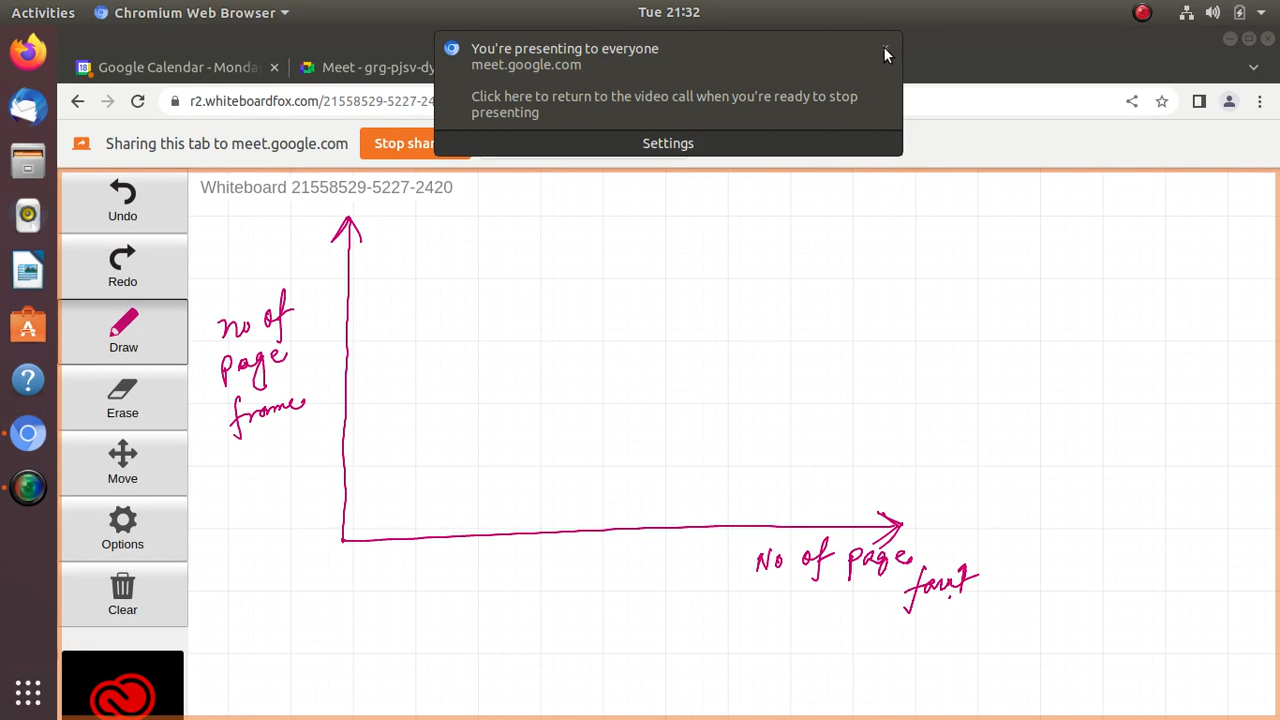 Activities
Chromium Web Browser
Tue 21:32
You're presenting to everyone
meet.google.com
Click here to return to the video call when you're ready to stop
presenting
Settings
Google Calendar - Monday
Meet - grg-pjsv-dy
r2.whiteboardfox.com/21558529-5227-24
Sharing this tab to meet.google.com
Stop shar
Whiteboard 21558529-5227-2420
Undo
Redo
Draw
Erase
Move
Options
Clear
no of
page
frame
No of page